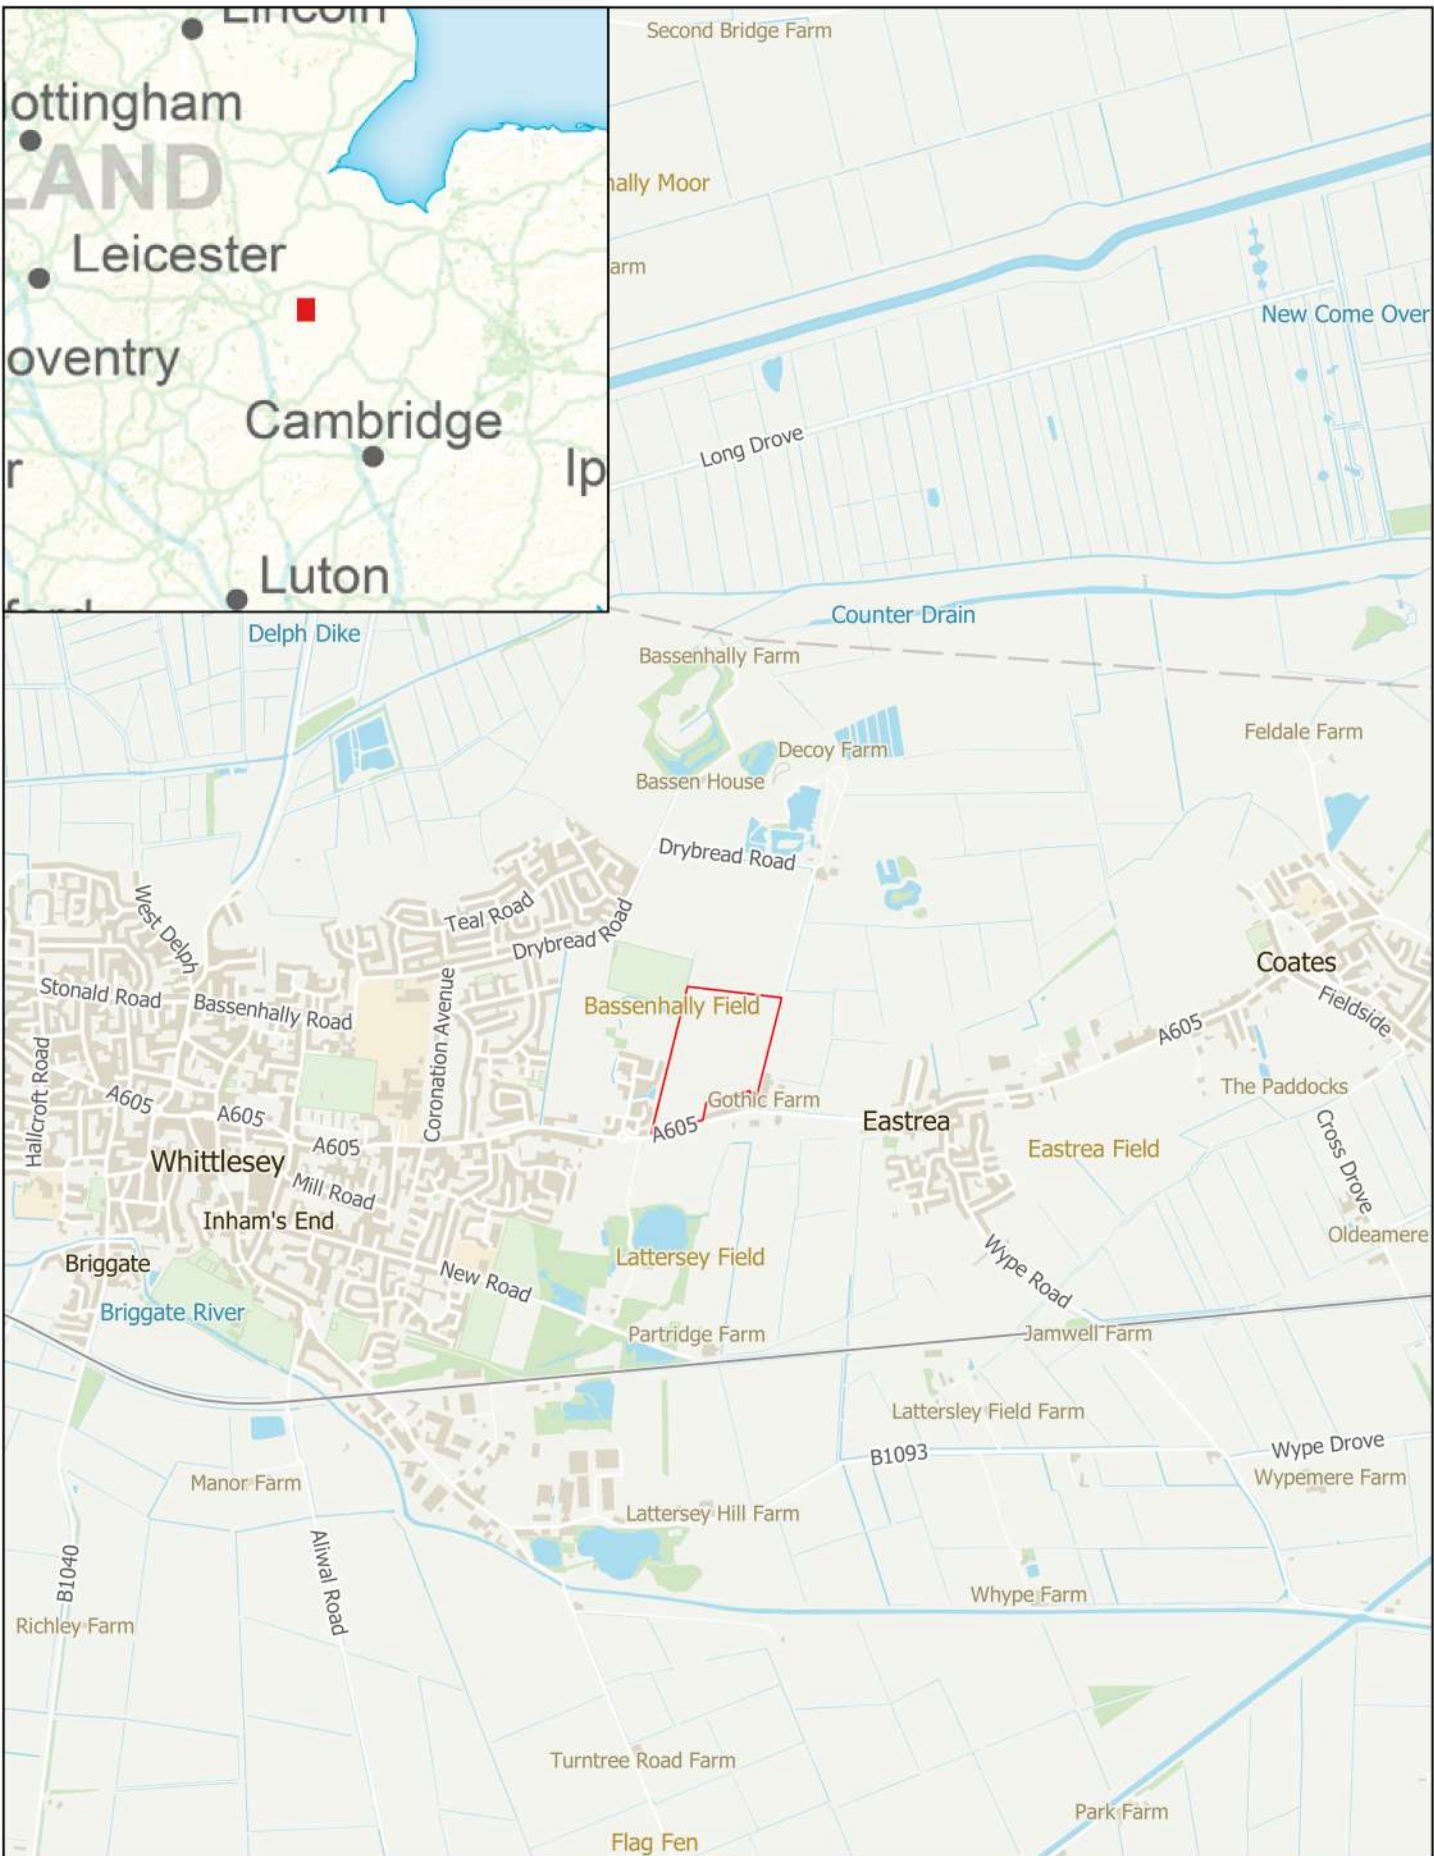 Lincoln
ottingham
LAND
Leicester
oventry
Cambridge
r
Ip
Luton
ford
Second Bridge Farm
nally Moor
arm
New Come Over
Long Drove
Counter Drain
Delph Dike
Bassenhally Farm
Feldale Farm
Decoy Farm
Bassen House
Drybread Road
West Delph
Teal Road
Drybread Road
Coates
Stonald Road
Bassenhally Road
Bassenhally Field
Fieldside
A605
Hallcroft Road
Coronation Avenue
A605
A605
A605
A605
Gothic Farm
Eastrea
The Paddocks
Eastrea Field
Cross Drove
Whittlesey
Mill Road
Inham's End
Oldeamere
Briggate
Lattersey Field
Wype Road
New Road
Briggate River
Partridge Farm
Jamwell Farm
Lattersley Field Farm
B1093
Wype Drove
Manor Farm
Wypemere Farm
Lattersey Hill Farm
B1040
Aliwal Road
Whype Farm
Richley Farm
Turntree Road Farm
Park Farm
Flag Fen